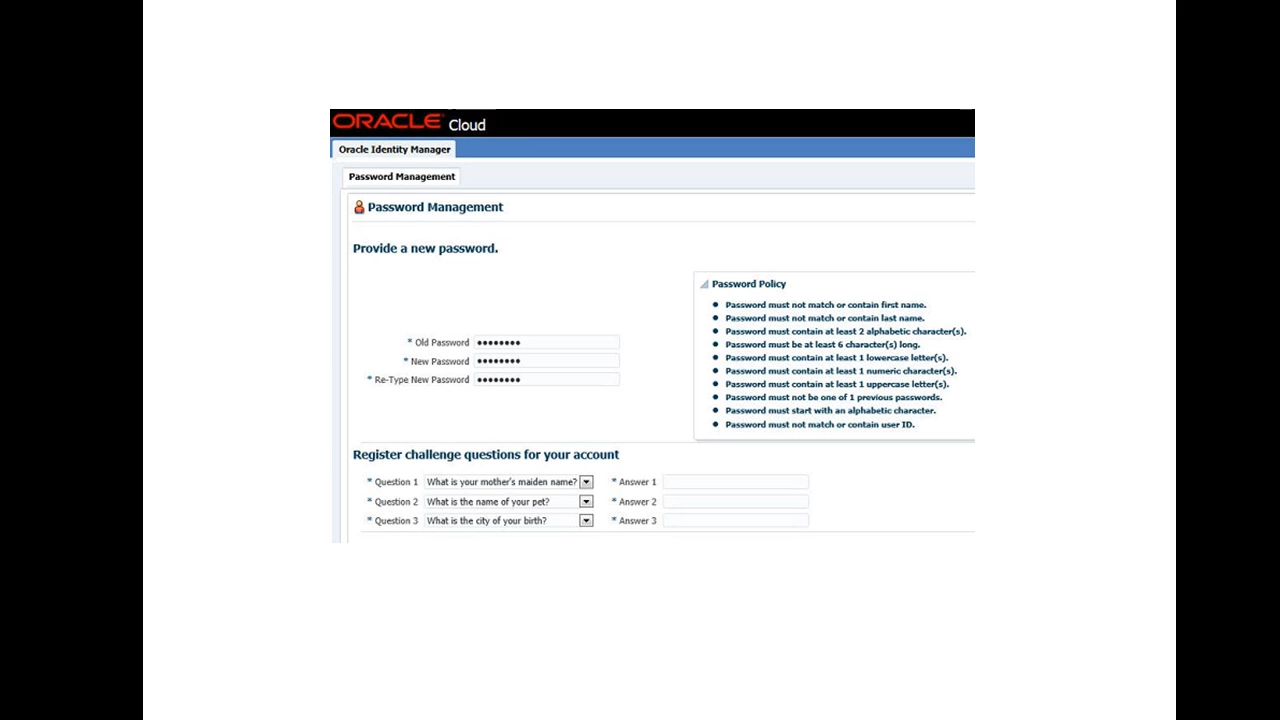 ORACLE Cloud
Oracle Identity Manager
Password Management
Password Management
Provide a new password.
Password Policy
• Password must not match or contain first name.
• Password must not match or contain last name.
• Password must contain at least 2 alphabetic character(s).
• Password must be at least 6 character(s) long.
• Password must contain at least 1 lowercase letter(s).
• Password must contain at least 1 numeric character(s).
• Password must contain at least 1 uppercase letter(s).
• Password must not be one of 1 previous passwords.
• Password must start with an alphabetic character.
• Password must not match or contain user ID.
* Old Password ••••••••
* New Password ••••••••
* Re-Type New Password ••••••••
Register challenge questions for your account
* Question 1 What is your mother's maiden name? * Answer 1
* Question 2 What is the name of your pet? * Answer 2
* Question 3 What is the city of your birth? * Answer 3